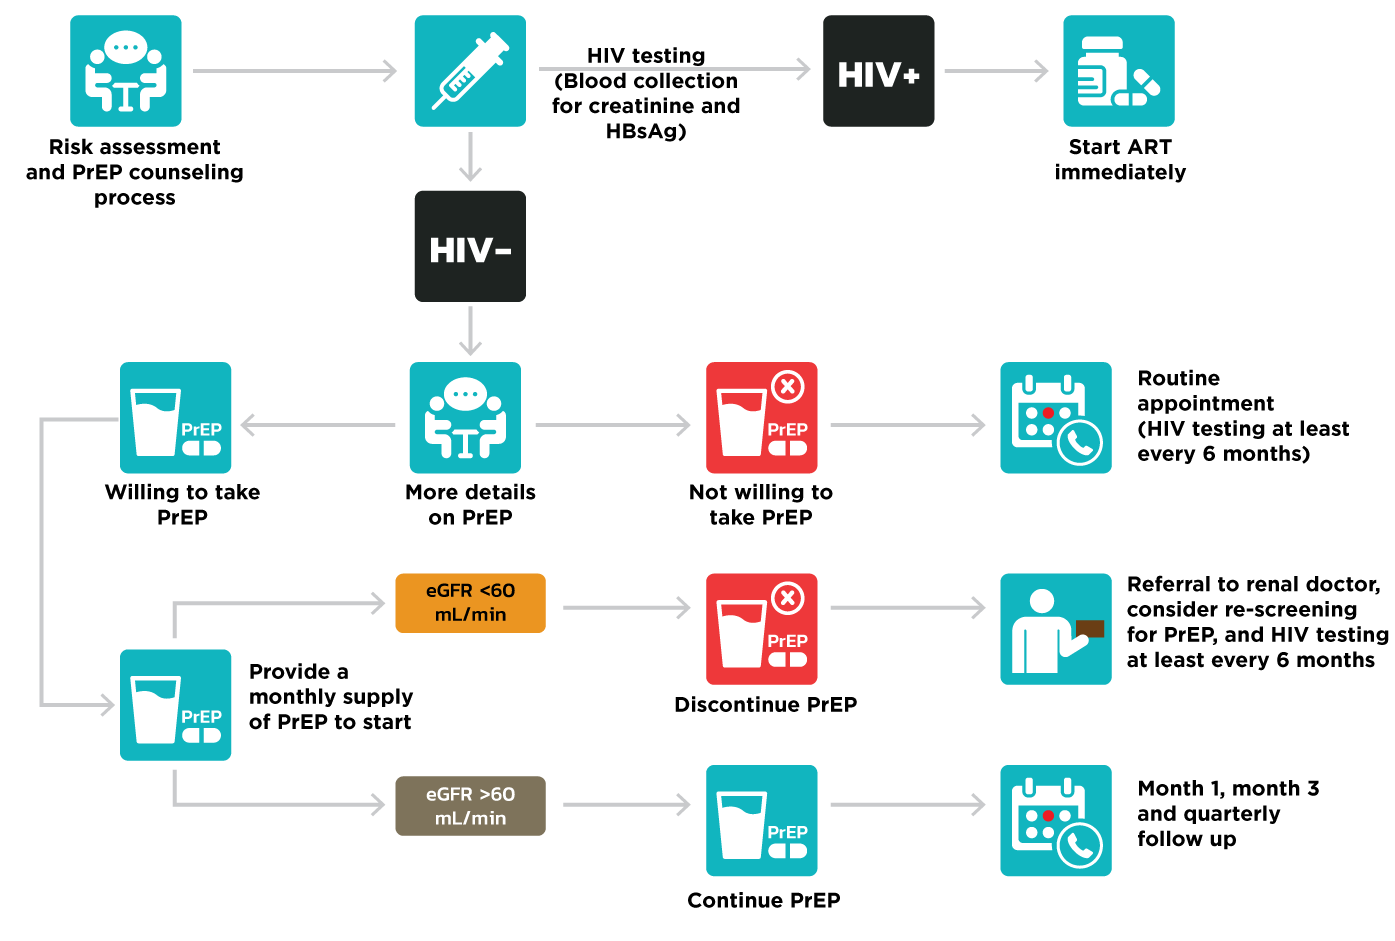 Risk assessment
and PrEP counseling
process
HIV testing
(Blood collection
for creatinine and
HBsAg)
HIV+
Start ART
immediately
HIV–
PrEP
Willing to take
PrEP
More details
on PrEP
PrEP
Not willing to
take PrEP
Routine
appointment
(HIV testing at least
every 6 months)
PrEP
Provide a
monthly supply
of PrEP to start
eGFR <60
mL/min
PrEP
Discontinue PrEP
Referral to renal doctor,
consider re-screening
for PrEP, and HIV testing
at least every 6 months
eGFR >60
mL/min
PrEP
Continue PrEP
Month 1, month 3
and quarterly
follow up